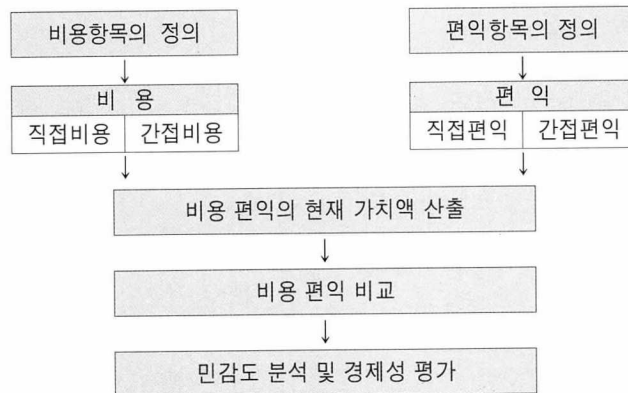 비용항목의 정의
편익항목의 정의
비 용
편 익
직접비용 간접비용
직접편익 간접편익
비용 편익의 현재 가치액 산출
비용 편익 비교
민감도 분석 및 경제성 평가